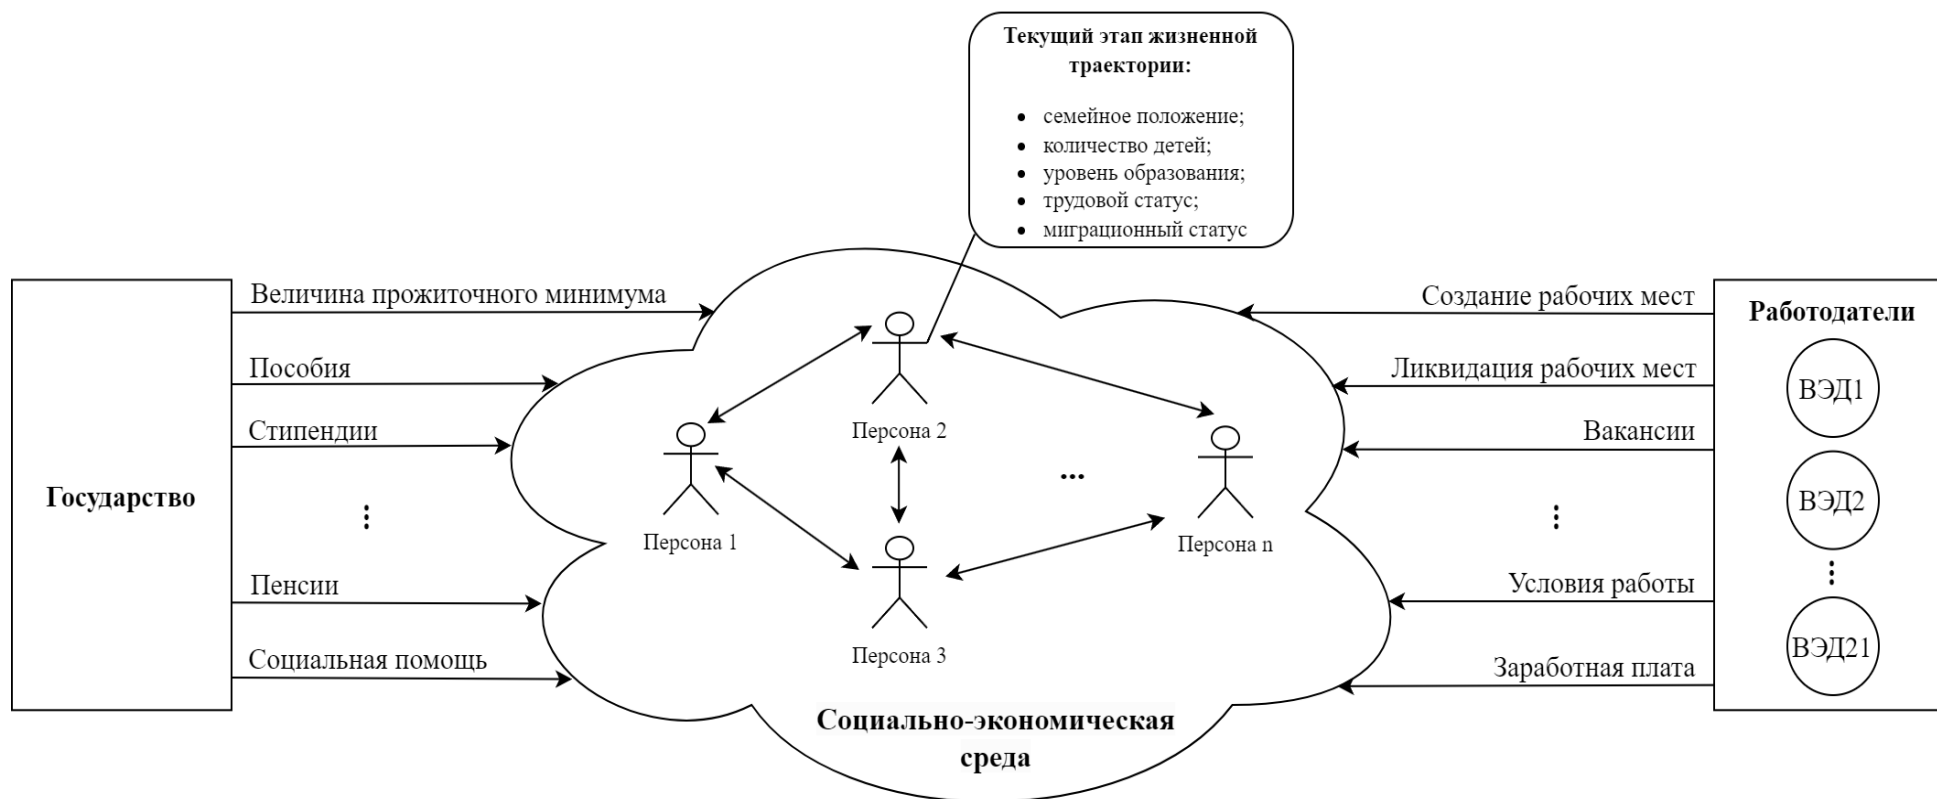 Текущий этап жизненной
траектории:
• семейное положение;
• количество детей;
• уровень образования;
• трудовой статус;
• миграционный статус
Государство
Величина прожиточного минимума
Пособия
Стипендии
...
Пенсии
Социальная помощь
Персона 1
Персона 2
Персона 3
...
Персона n
Социально-экономическая
среда
Создание рабочих мест
Ликвидация рабочих мест
Вакансии
...
Условия работы
Заработная плата
Работодатели
ВЭД1
ВЭД2
...
ВЭД21